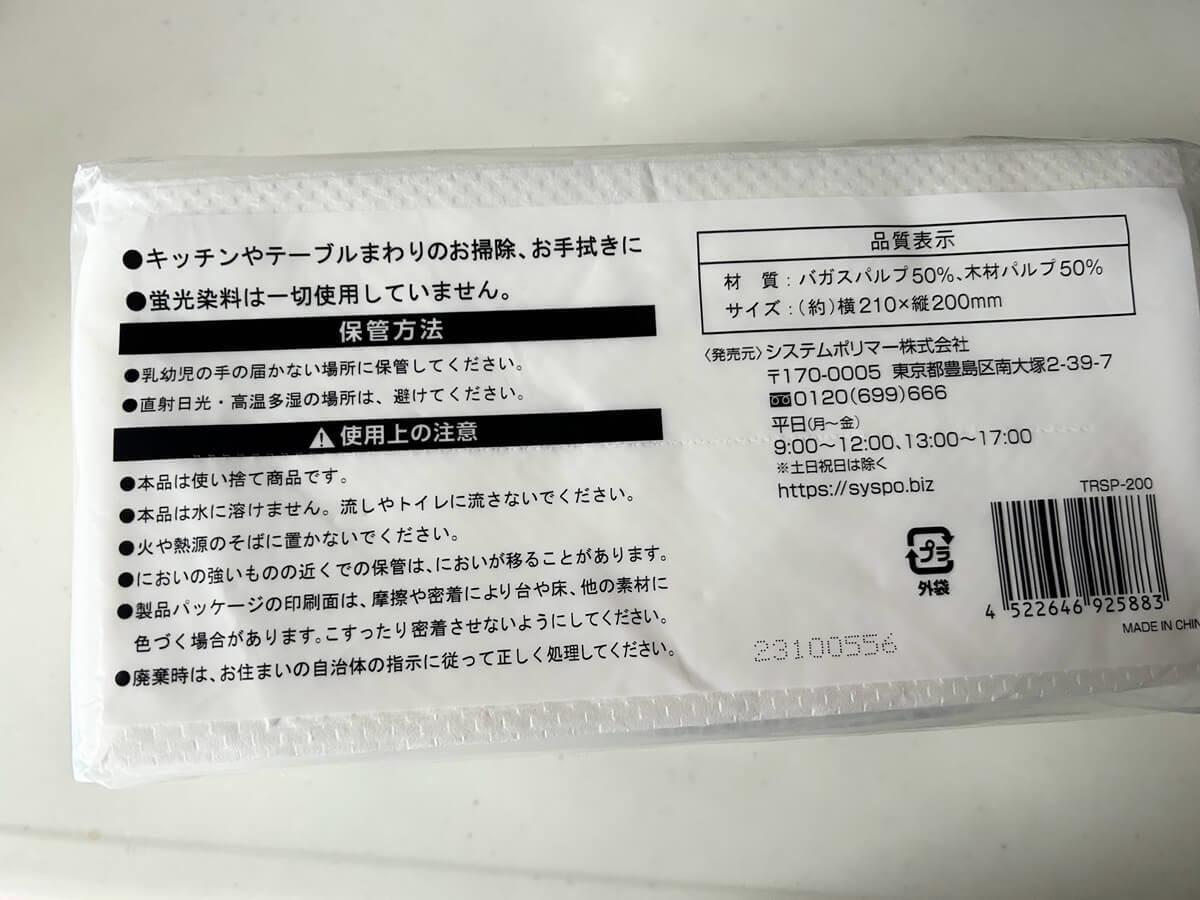 ●キッチンやテーブルまわりのお掃除、お手拭きに
●蛍光染料は一切使用していません。
保管方法
●乳幼児の手の届かない場所に保管してください。
●直射日光・高温多湿の場所は、避けてください。
⚠使用上の注意
●本品は使い捨て商品です。
●本品は水に溶けません。流しやトイレに流さないでください。
●火や熱源のそばに置かないでください。
●においの強いものの近くでの保管は、においが移ることがあります。
●製品パッケージの印刷面は、摩擦や密着により台や床、他の素材に
色づく場合があります。こすったり密着させないようにしてください。
●廃棄時は、お住まいの自治体の指示に従って正しく処理してください。
品質表示
材 質:バガスパルプ50%、木材パルプ50%
サイズ:(約)横210×縦200mm
〈発売元〉システムポリマー株式会社
〒170-0005 東京都豊島区南大塚2-39-7
0120(699)666
平日(月~金)
9:00~12:00、13:00~17:00
※土日祝日は除く
https://syspo.biz
TRSP-200
プラ
外袋
4 522646 925883
MADE IN CHIN
23100556